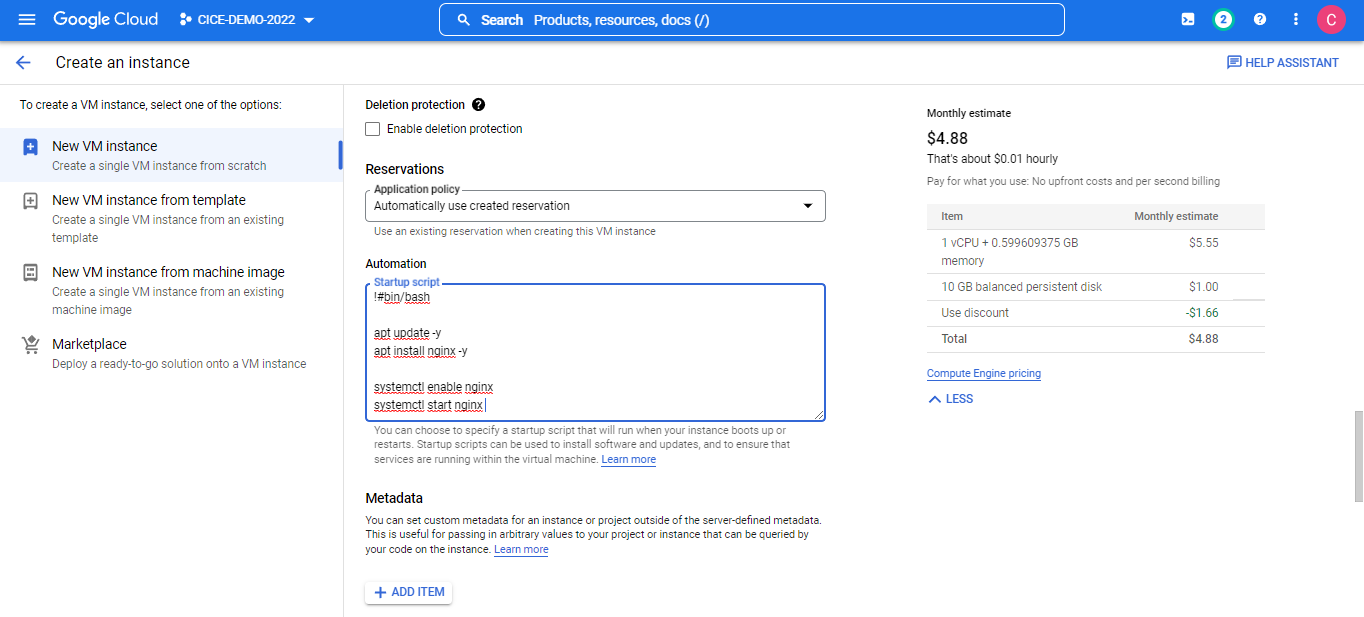 Google Cloud
CICE-DEMO-2022
Search Products, resources, docs (/)
2
?
C
Create an instance
HELP ASSISTANT
To create a VM instance, select one of the options:
New VM instance
Create a single VM instance from scratch
New VM instance from template
Create a single VM instance from an existing
template
New VM instance from machine image
Create a single VM instance from an existing
machine image
Marketplace
Deploy a ready-to-go solution onto a VM instance
Deletion protection ?
Enable deletion protection
Reservations
Application policy
Automatically use created reservation
Use an existing reservation when creating this VM instance
Automation
Startup script
!#bin/bash
apt update -y
apt install nginx -y
systemctl enable nginx
systemctl start nginx
You can choose to specify a startup script that will run when your instance boots up or
restarts. Startup scripts can be used to install software and updates, and to ensure that
services are running within the virtual machine. Learn more
Metadata
You can set custom metadata for an instance or project outside of the server-defined metadata.
This is useful for passing in arbitrary values to your project or instance that can be queried by
your code on the instance. Learn more
ADD ITEM
Monthly estimate
$4.88
That's about $0.01 hourly
Pay for what you use: No upfront costs and per second billing
Item Monthly estimate
1 vCPU + 0.599609375 GB $5.55
memory
10 GB balanced persistent disk $1.00
Use discount -$1.66
Total $4.88
Compute Engine pricing
LESS